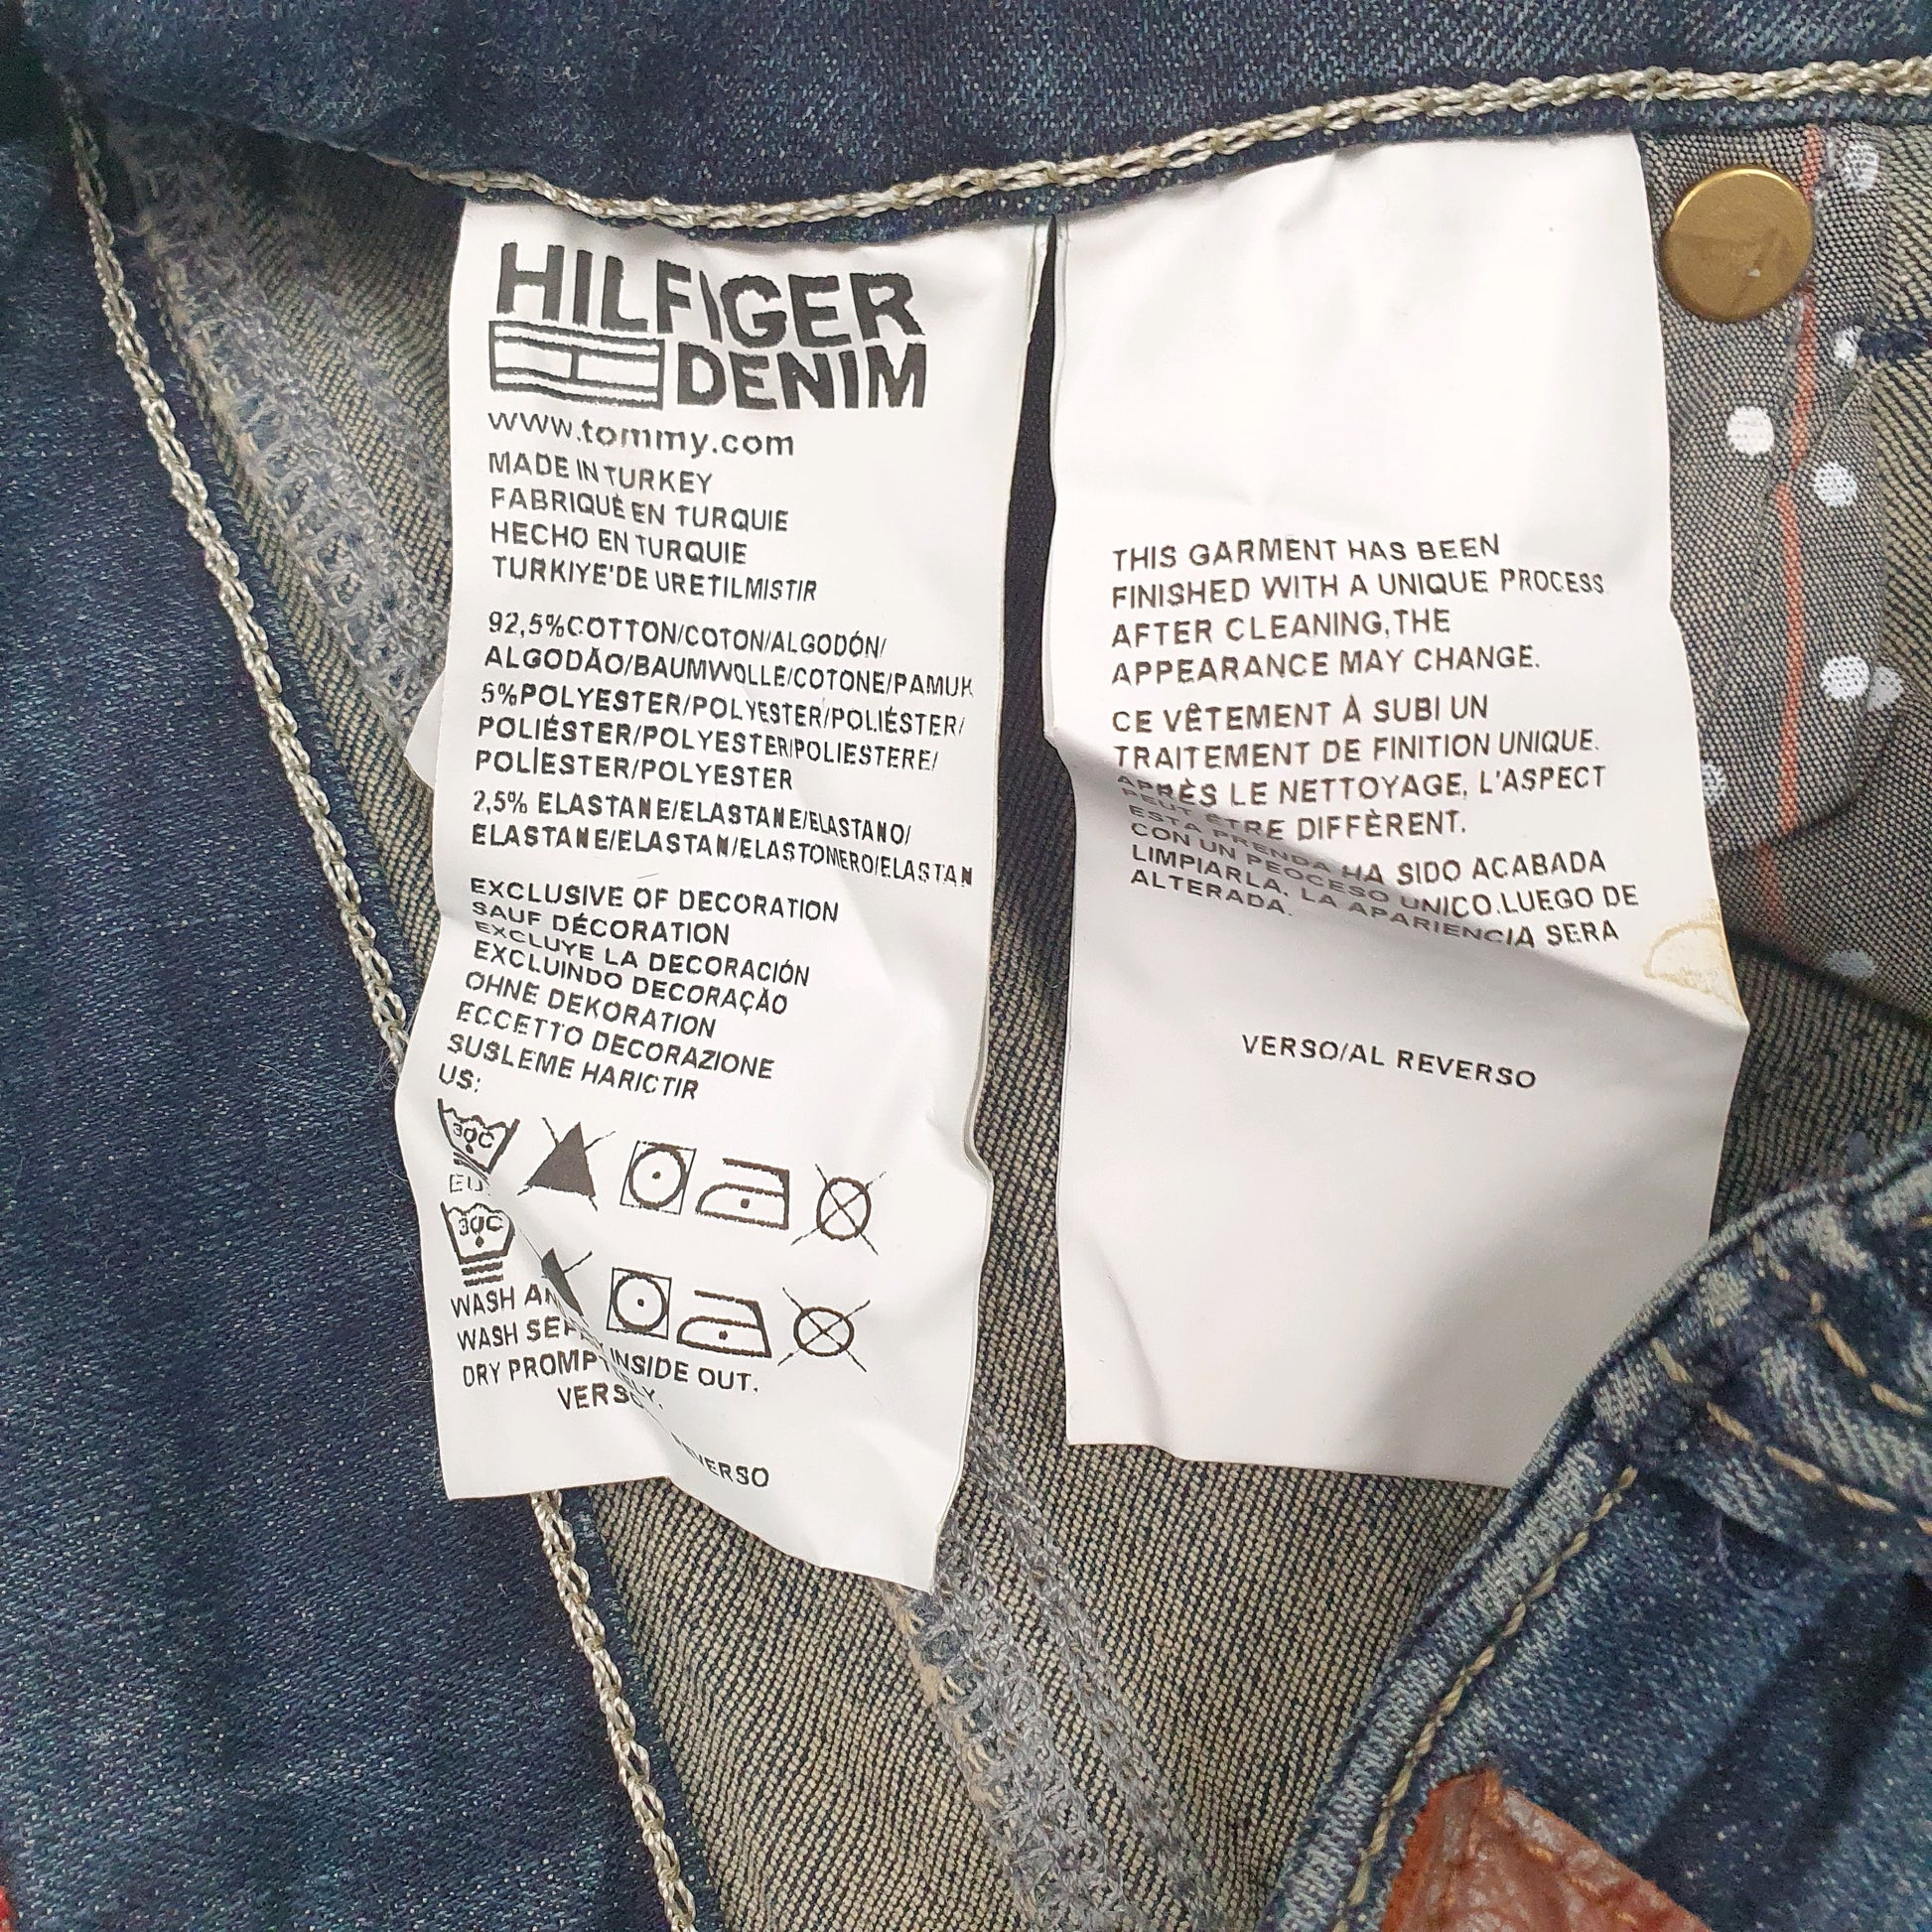 HILFIGER
DENIM
www.tommy.com
MADE IN TURKEY
FABRIQUÉ EN TURQUIE
HECHO EN TURQUIE
TURKIYE'DE URETILMISTIR
92,5%COTTON/COTON/ALGODÓN/
ALGODÃO/BAUMWOLLE/COTONE/PAMUK
5%POLYESTER/POLYESTER/POLIÉSTER/
POLIÉSTER/POLYESTER/POLIESTERE/
POLÍESTER/POLYESTER
2,5% ELASTANE/ELASTANE/ELASTANO/
ELASTANE/ELASTAN/ELASTOMERO/ELASTAN
EXCLUSIVE OF DECORATION
SAUF DÉCORATION
EXCLUYE LA DECORACIÓN
EXCLUINDO DECORAÇÃO
OHNE DEKORATION
ECCETTO DECORAZIONE
SUSLEME HARICTIR
US:
30C
EU:
30C
WASH
WASH INSIDE OUT.
DRY
REVERSO
THIS GARMENT HAS BEEN
FINISHED WITH A UNIQUE PROCESS
AFTER CLEANING,THE
APPEARANCE MAY CHANGE.
CE VÊTEMENT À SUBI UN
TRAITEMENT DE FINITION UNIQUE.
APRÈS LE NETTOYAGE, L'ASPECT
PEUT ÊTRE DIFFÈRENT.
ESTA PRENDA HA SIDO ACABADA
CON UN PEOCESO UNICO.LUEGO DE
LIMPIARLA, LA APARIENCIA SERA
ALTERADA.
VERSO/AL REVERSO